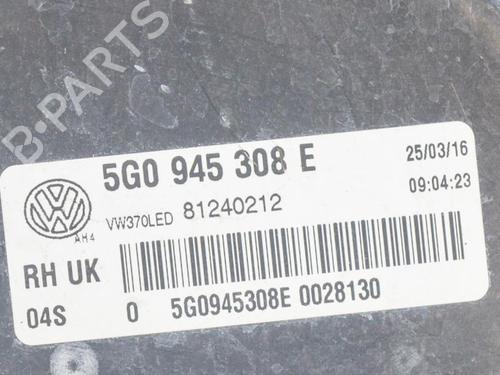 B-PARTS
5G0 945 308 E
25/03/16
VW370LED 81240212
09:04:23
AH4
RH UK
04S 0 5G0945308E 0028130